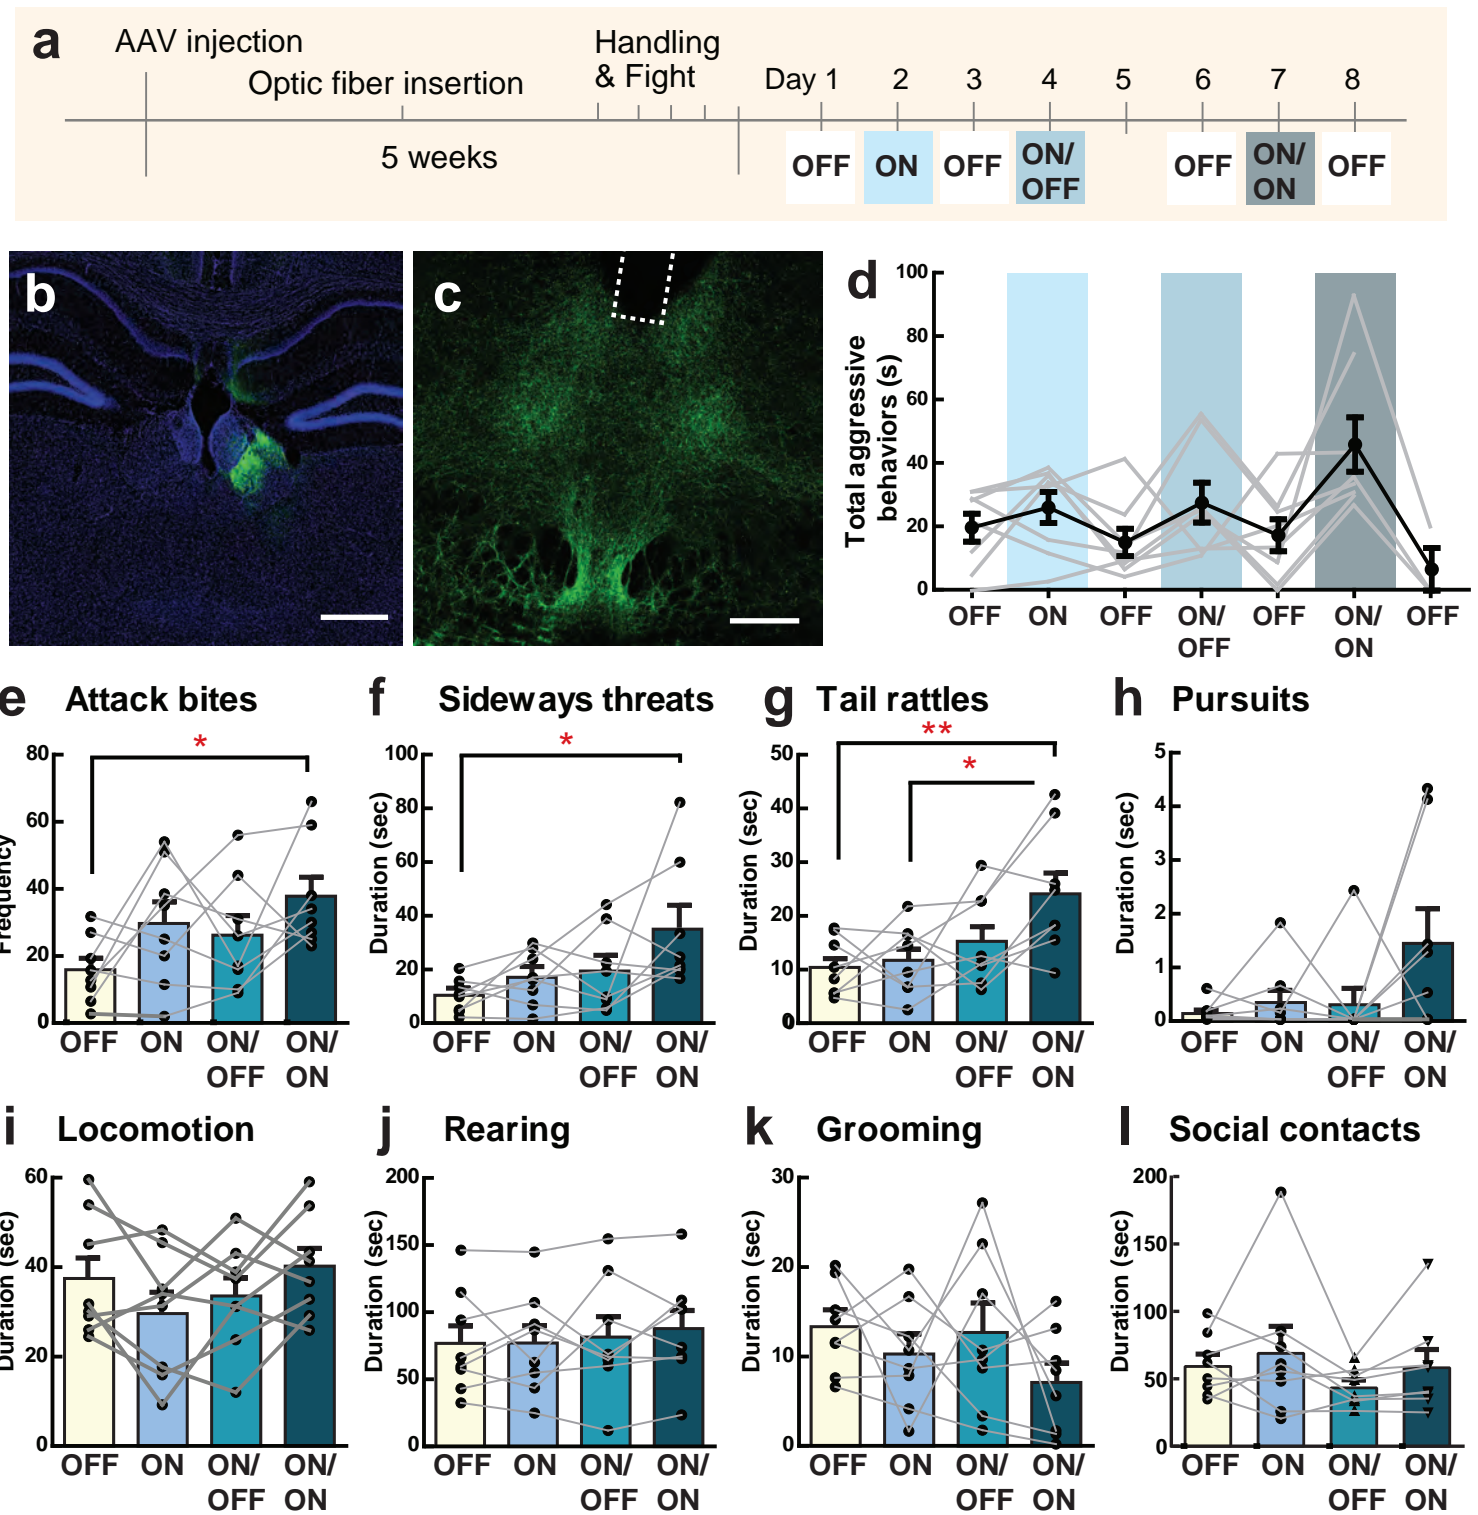 a
AAV injection
Optic fiber insertion
Handling
& Fight
Day 1 2 3 4 5 6 7 8
5 weeks
OFF ON OFF ON/ OFF OFF ON/ ON OFF
b
c
d
Total aggressive
behaviors (s)
100
80
60
40
20
0
OFF ON OFF ON/ OFF ON/ OFF
OFF ON
e Attack bites
Frequency
80
60
40
20
0
*
OFF ON ON/ ON/
OFF ON
f Sideways threats
Duration (sec)
100
80
60
40
20
0
*
OFF ON ON/ ON/
OFF ON
g Tail rattles
Duration (sec)
50
40
30
20
10
0
**
*
OFF ON ON/ ON/
OFF ON
h Pursuits
Duration (sec)
5
4
3
2
1
0
OFF ON ON/ ON/
OFF ON
i Locomotion
Duration (sec)
60
40
20
0
OFF ON ON/ ON/
OFF ON
j Rearing
Duration (sec)
200
150
100
50
0
OFF ON ON/ ON/
OFF ON
k Grooming
Duration (sec)
30
20
10
0
OFF ON ON/ ON/
OFF ON
l Social contacts
Duration (sec)
200
150
100
50
0
OFF ON ON/ ON/
OFF ON